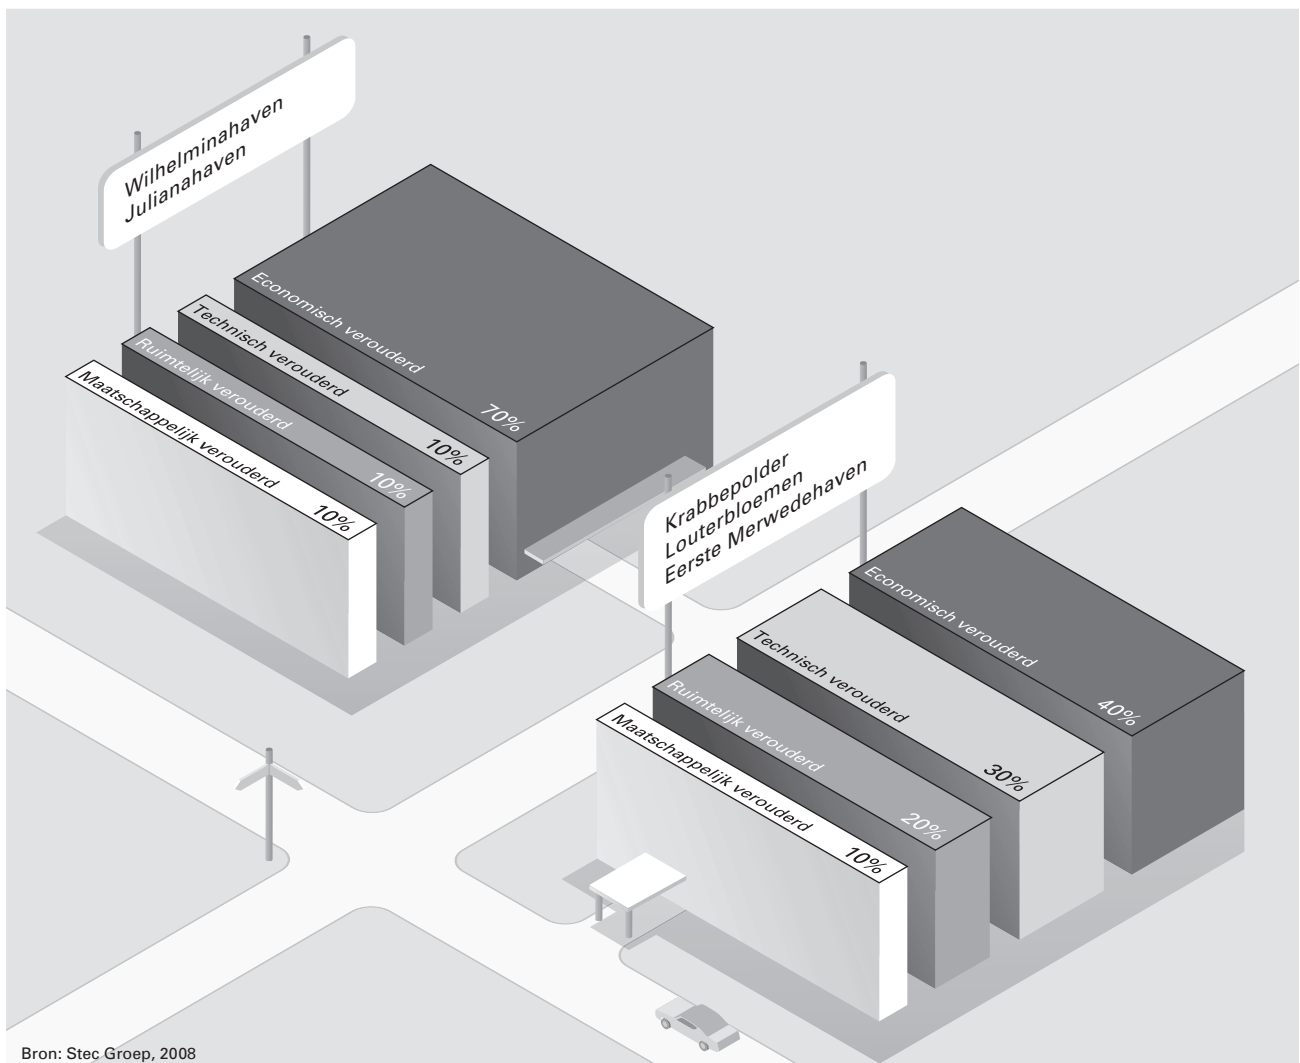 Wilhelminahaven
Julianahaven
Economisch verouderd
70%
Technisch verouderd
10%
Ruimtelijk verouderd
10%
Maatschappelijk verouderd
10%
Krabbepolder
Louterbloemen
Eerste Merwedehaven
Economisch verouderd
40%
Technisch verouderd
30%
Ruimtelijk verouderd
20%
Maatschappelijk verouderd
10%
Bron: Stec Groep, 2008